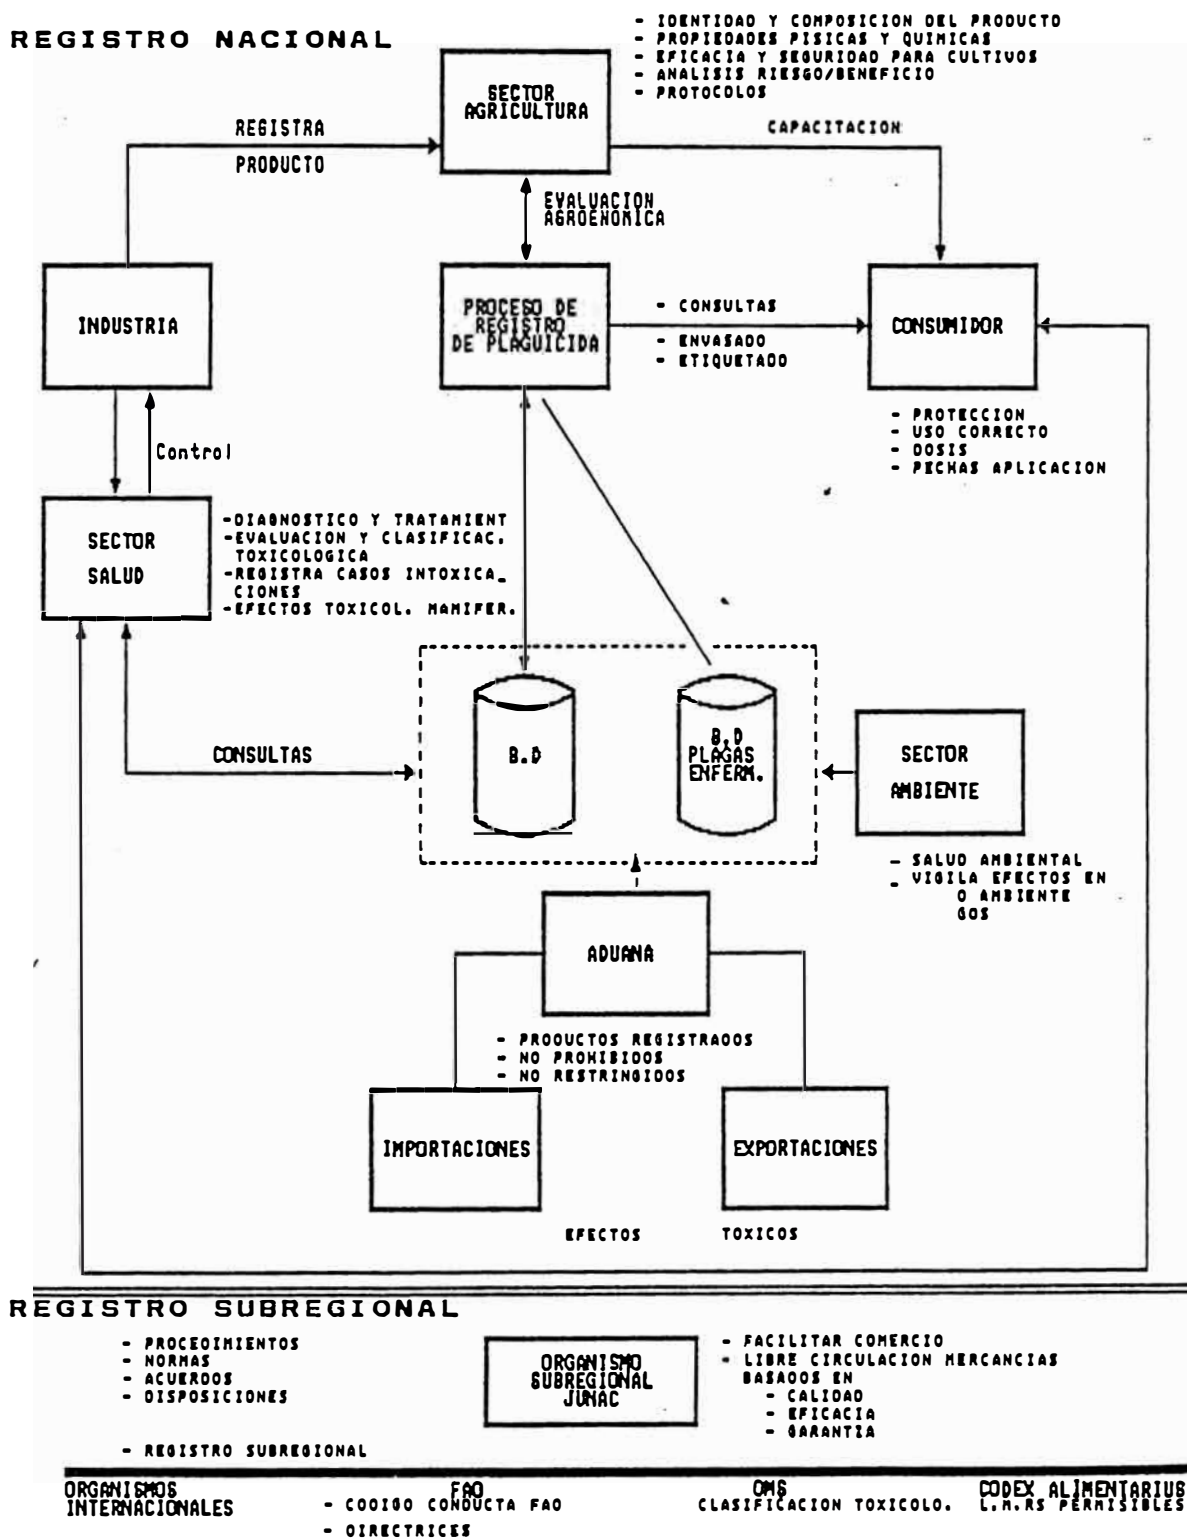 REGISTRO NACIONAL
- IDENTIDAD Y COMPOSICION DEL PRODUCTO
- PROPIEDADES PISICAS Y QUIMICAS
- EFICACIA Y SEGURIDAD PARA CULTIVOS
- ANALISIS RIESGO/BENEFICIO
- PROTOCOLOS
SECTOR
AGRICULTURA
REGISTRA
PRODUCTO
CAPACITACION
EVALUACION
AGROENOMICA
INDUSTRIA
PROCESO DE
REGISTRO
DE PLAGUICIDA
- CONSULTAS
- ENVASADO
- ETIQUETADO
CONSUMIDOR
- PROTECCION
- USO CORRECTO
- DOSIS
- PECHAS APLICACION
Control
SECTOR
SALUD
-DIAGNOSTICO Y TRATAMIENT
-EVALUACION Y CLASIFICAC.
TOXICOLOGICA
-REGISTRA CASOS INTOXICA_
CIONES
-EFECTOS TOXICOL. MAMIFER.
CONSULTAS
B.D
B.D
PLAGAS
ENFERM.
SECTOR
AMBIENTE
- SALUD AMBIENTAL
- VIGILA EFECTOS EN
O AMBIENTE
GOS
ADUANA
- PRODUCTOS REGISTRADOS
- NO PROHIBIDOS
- NO RESTRINGIDOS
IMPORTACIONES
EXPORTACIONES
EFECTOS TOXICOS
REGISTRO SUBREGIONAL
- PROCEDIMIENTOS
- NORMAS
- ACUERDOS
- DISPOSICIONES
- REGISTRO SUBREGIONAL
ORGANISMO
SUBREGIONAL
JUNAC
- FACILITAR COMERCIO
- LIBRE CIRCULACION MERCANCIAS
BASADOS EN
- CALIDAD
- EFICACIA
- GARANTIA
ORGANISMOS
INTERNACIONALES
FAO
- CODIGO CONDUCTA FAO
- DIRECTRICES
OMS
CLASIFICACION TOXICOLO.
CODEX ALIMENTARIUS
L.M.RS PERMISIBLES